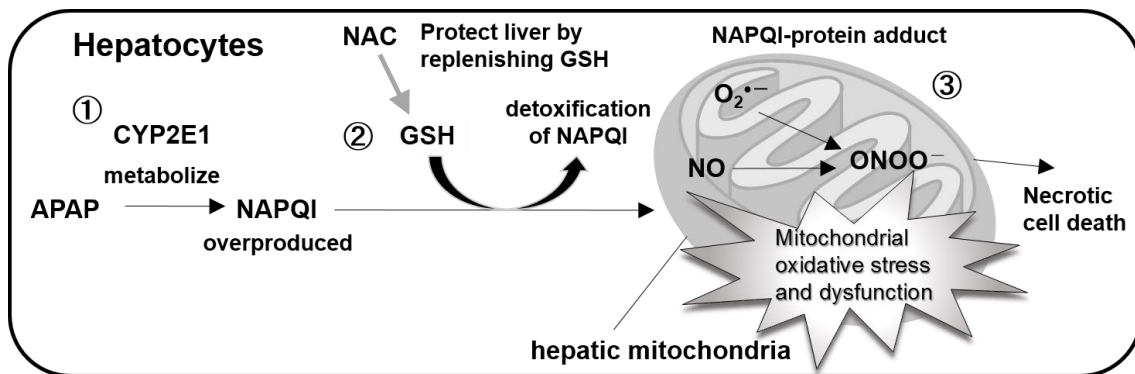 Hepatocytes
①
CYP2E1
metabolize
APAP
NAPQI
overproduced
NAC
Protect liver by
replenishing GSH
②
GSH
detoxification
of NAPQI
NAPQI-protein adduct
③
O₂•−
NO
ONOO−
Mitochondrial
oxidative stress
and dysfunction
Necrotic
cell death
hepatic mitochondria